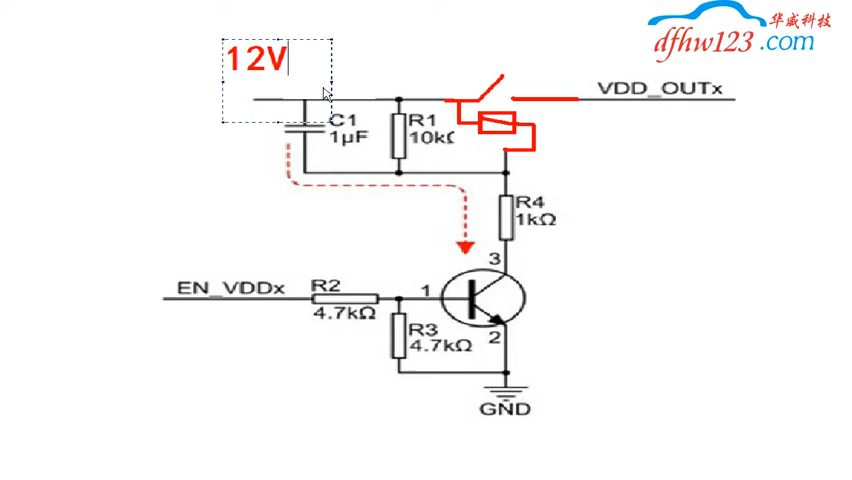 华威科技
dfhw123.com
12V
VDD_OUTx
C1
1µF
R1
10kΩ
R4
1kΩ
3
EN_VDDx
R2
4.7kΩ
1
R3
4.7kΩ
2
GND